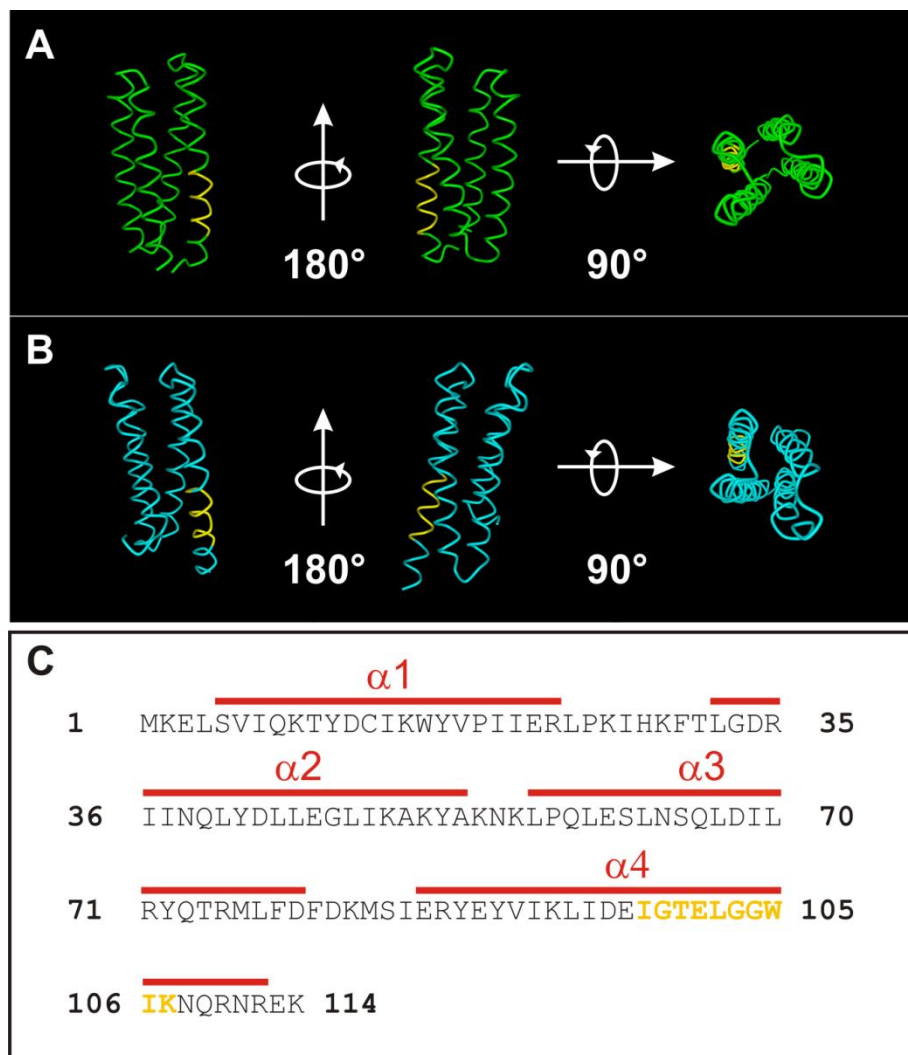 A
180°
90°
B
180°
90°
C
α1
1 MKELSVIQKTYDCIKWYVPIIERLPKIHKFTLGDR 35
α2 α3
36 IINQLYDLLEGLIKAKYAKNKLPQLESLNSQLDIL 70
α4
71 RYQTRMLFDFDKMSIERYEYVIKLIDEIGTELGGW 105
106 IKNQRNREK 114